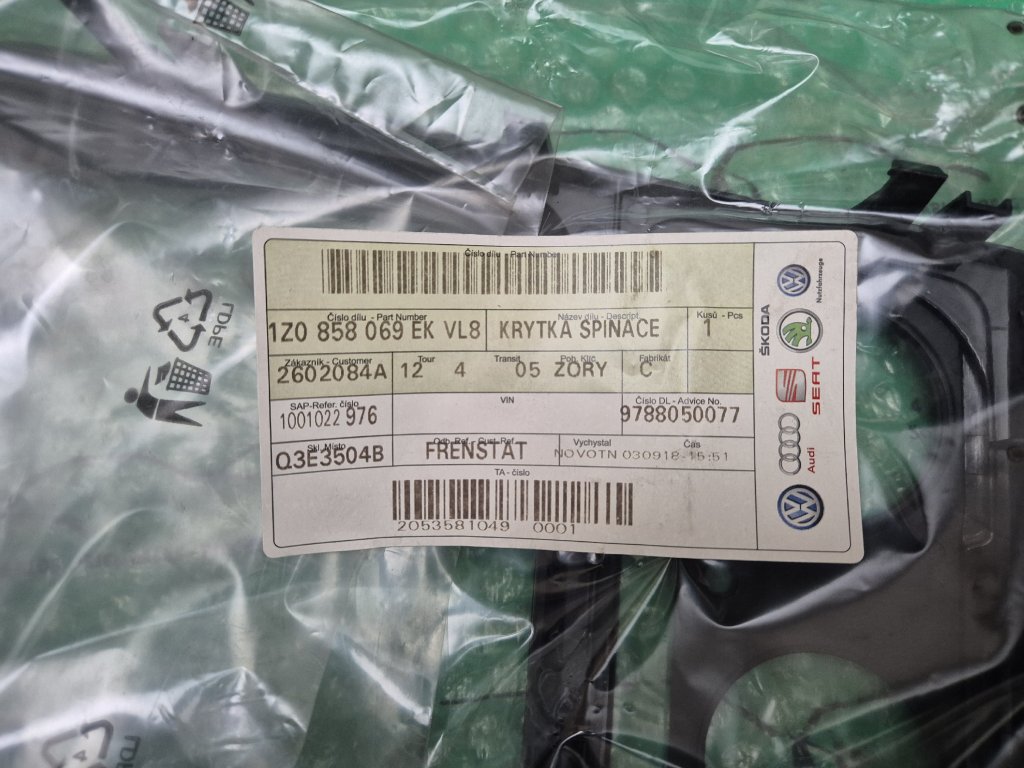 Číslo dílu - Part Number
Číslo dílu - Part Number
1Z0 858 069 EK VL8
Název dílu - Descript.
KRYTKA SPINACE
Kusů - Pcs
1
Zákazník - Customer
2602084A
Tour
12 4
Transit
05
Pob. Klíč.
ZORY
Fabrikát
C
SAP-Refer. číslo
1001022 976
VIN
Číslo DL - Advice No.
9788050077
Skl. Místo
Q3E3504B
Odb. Ref - Cust. Ref
FRENSTAT
Vychystal
Čas
NOVOTN 030918-15:51
TA - číslo
2053581049 0001
Nutzfahrzeuge
ŠKODA
SEAT
Audi
4
LDPE